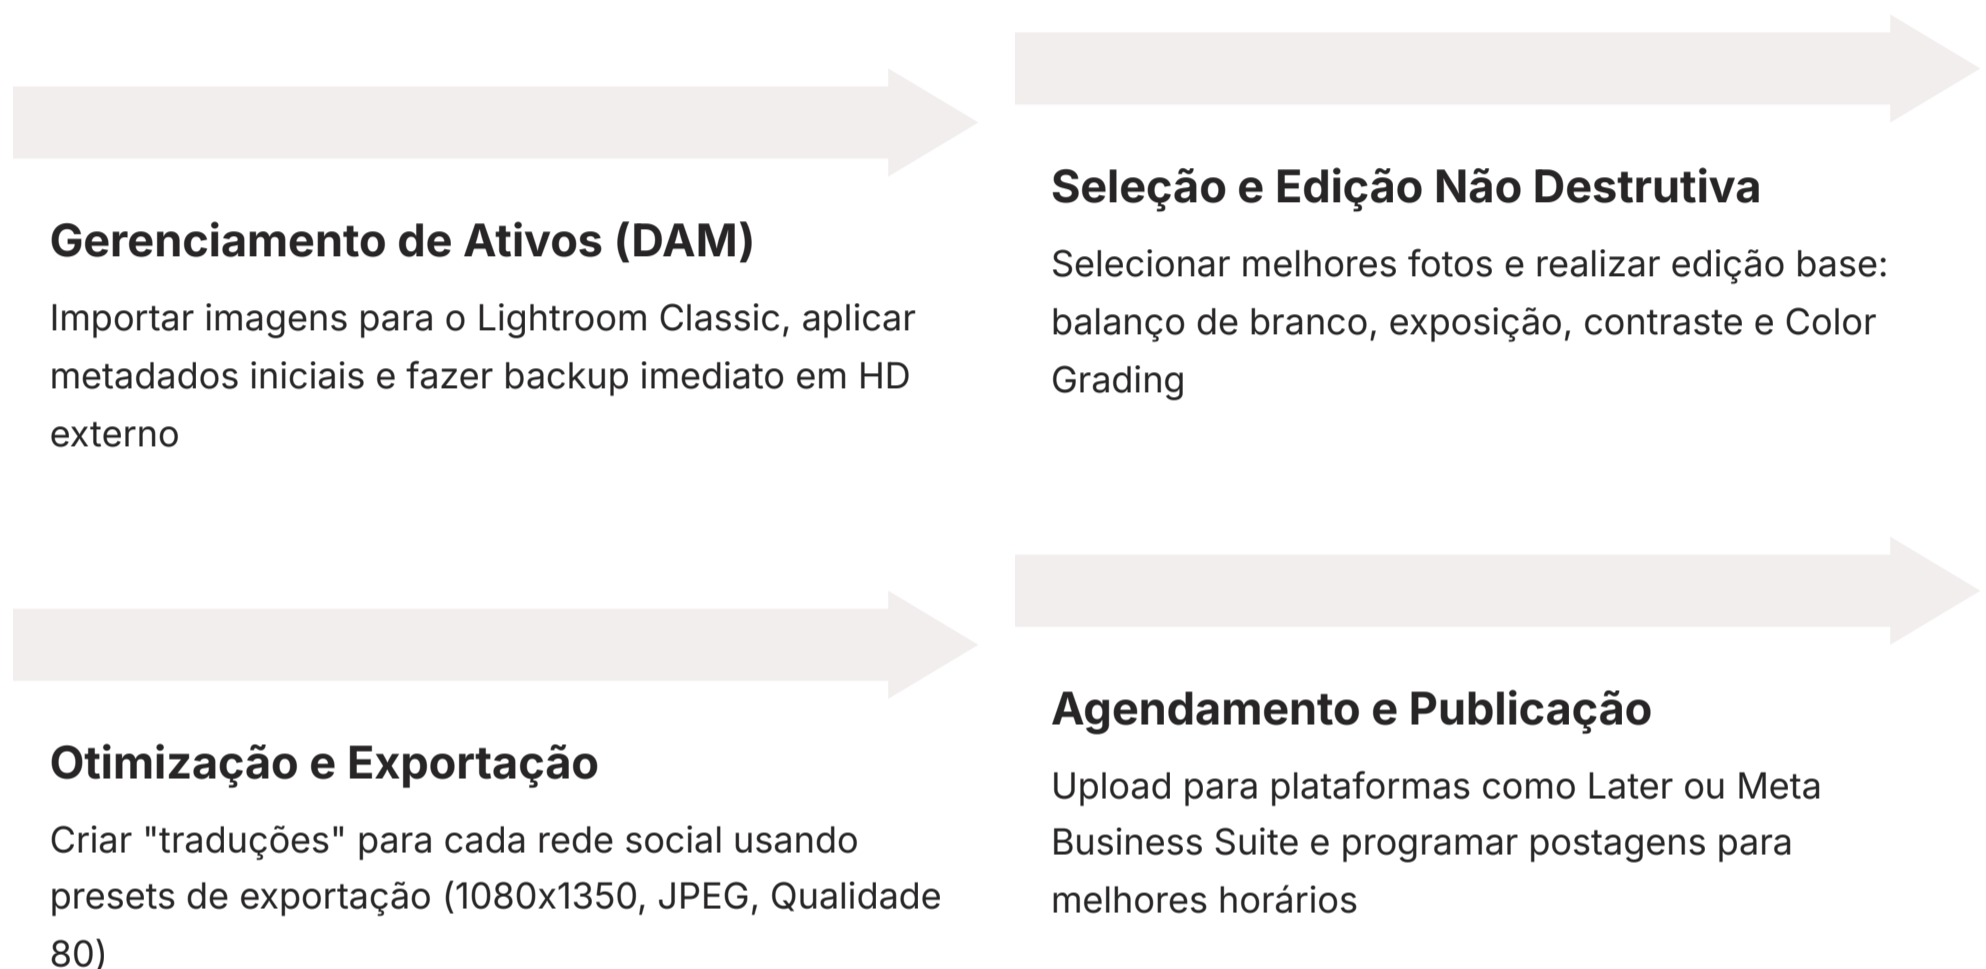 Gerenciamento de Ativos (DAM)
Importar imagens para o Lightroom Classic, aplicar
metadados iniciais e fazer backup imediato em HD
externo
Seleção e Edição Não Destrutiva
Selecionar melhores fotos e realizar edição base:
balanço de branco, exposição, contraste e Color
Grading
Otimização e Exportação
Criar "traduções" para cada rede social usando
presets de exportação (1080x1350, JPEG, Qualidade
80)
Agendamento e Publicação
Upload para plataformas como Later ou Meta
Business Suite e programar postagens para
melhores horários